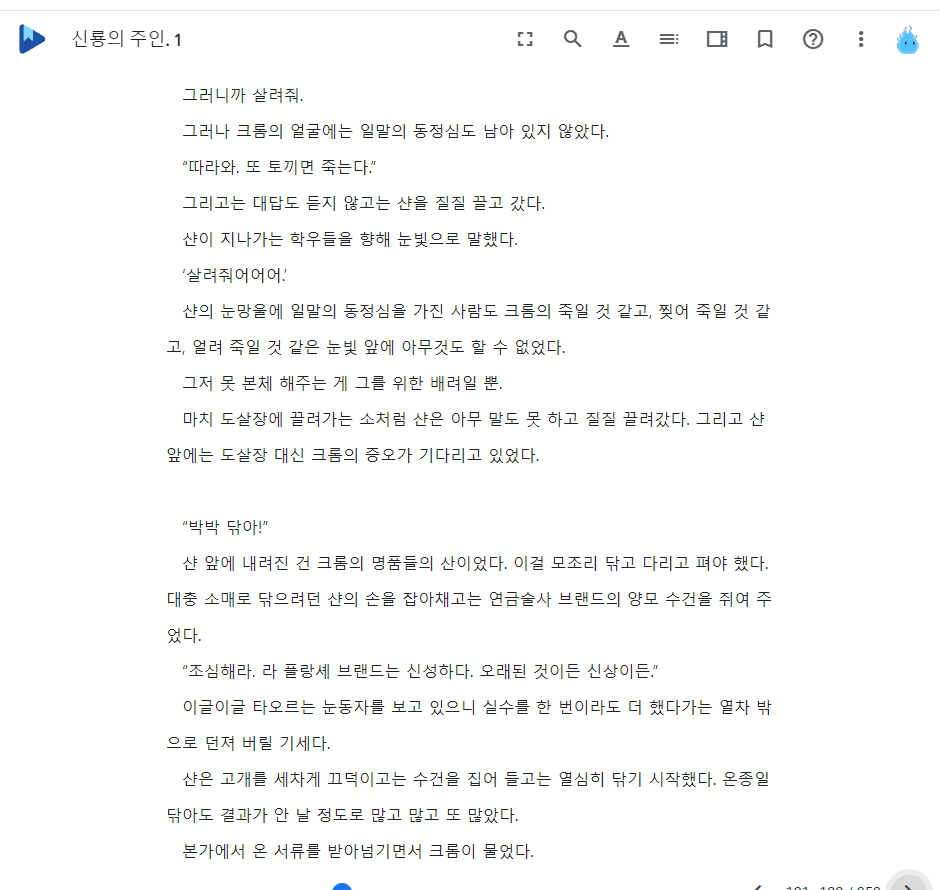 신룡의 주인. 1
그러니까 살려줘.
그러나 크롬의 얼굴에는 일말의 동정심도 남아 있지 않았다.
“따라와. 또 토끼면 죽는다.”
그리고는 대답도 듣지 않고는 샨을 질질 끌고 갔다.
샨이 지나가는 학우들을 향해 눈빛으로 말했다.
‘살려줘어어어.’
샨의 눈망울에 일말의 동정심을 가진 사람도 크롬의 죽일 것 같고, 찢어 죽일 것 같
고, 얼려 죽일 것 같은 눈빛 앞에 아무것도 할 수 없었다.
그저 못 본체 해주는 게 그를 위한 배려일 뿐.
마치 도살장에 끌려가는 소처럼 샨은 아무 말도 못 하고 질질 끌려갔다. 그리고 샨
앞에는 도살장 대신 크롬의 증오가 기다리고 있었다.
“박박 닦아!”
샨 앞에 내려진 건 크롬의 명품들의 산이었다. 이걸 모조리 닦고 다리고 펴야 했다.
대충 소매로 닦으려던 샨의 손을 잡아채고는 연금술사 브랜드의 양모 수건을 쥐여 주
었다.
“조심해라. 라 플랑셰 브랜드는 신성하다. 오래된 것이든 신상이든.”
이글이글 타오르는 눈동자를 보고 있으니 실수를 한 번이라도 더 했다가는 열차 밖
으로 던져 버릴 기세다.
샨은 고개를 세차게 끄덕이고는 수건을 집어 들고는 열심히 닦기 시작했다. 온종일
닦아도 결과가 안 날 정도로 많고 많고 또 많았다.
본가에서 온 서류를 받아넘기면서 크롬이 물었다.